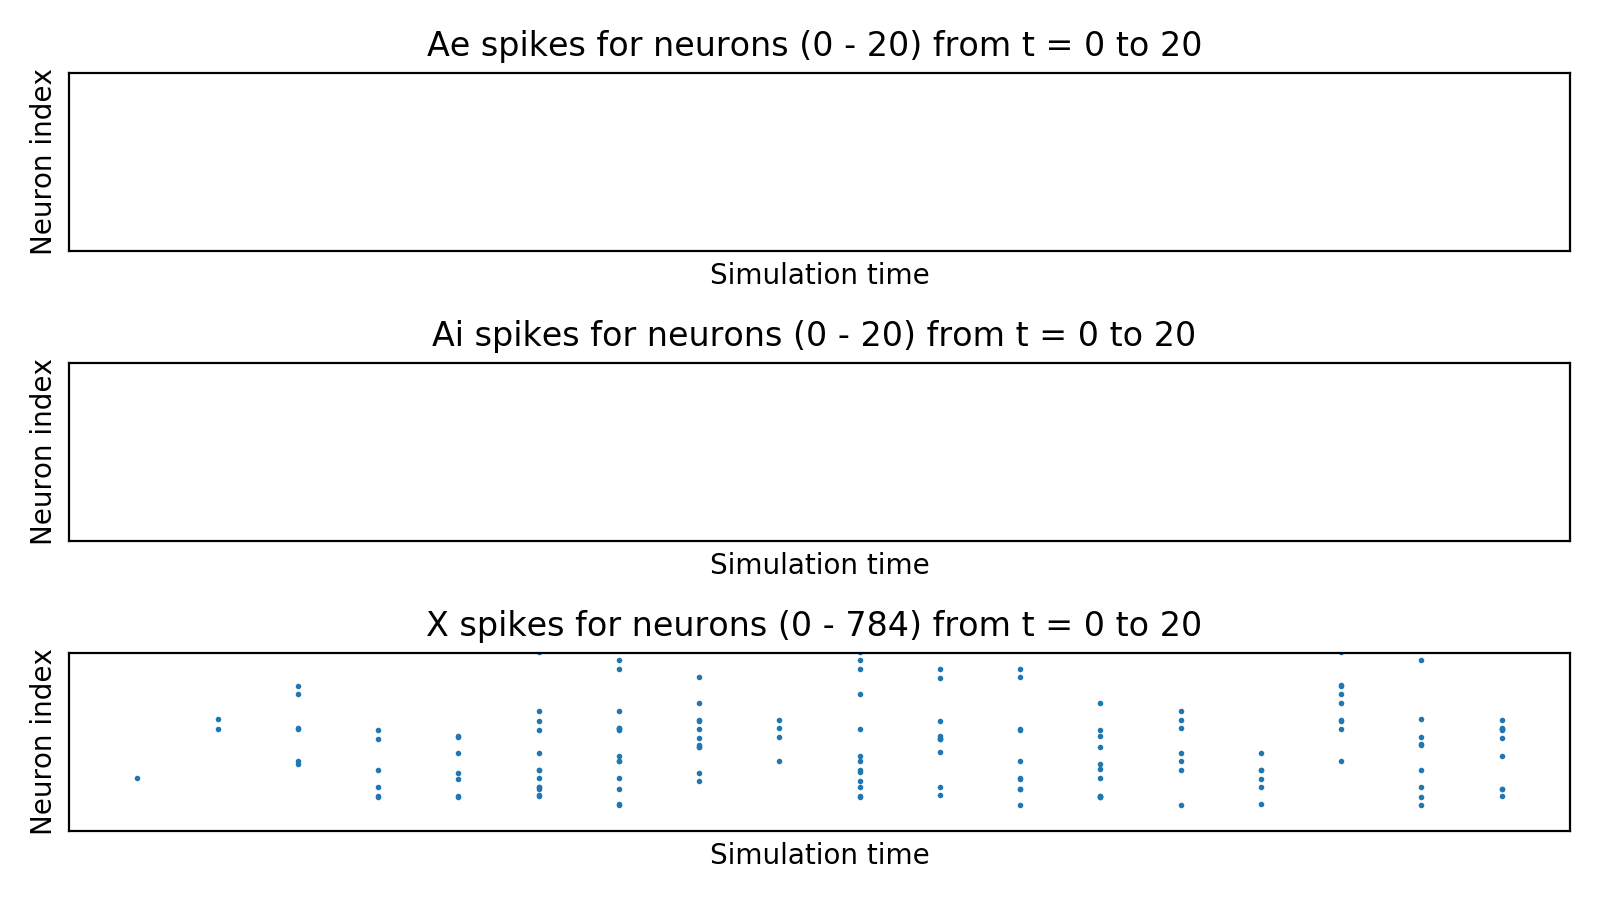 Ae spikes for neurons (0 - 20) from t = 0 to 20
Neuron index
Simulation time
Ai spikes for neurons (0 - 20) from t = 0 to 20
Neuron index
Simulation time
X spikes for neurons (0 - 784) from t = 0 to 20
Neuron index
Simulation time